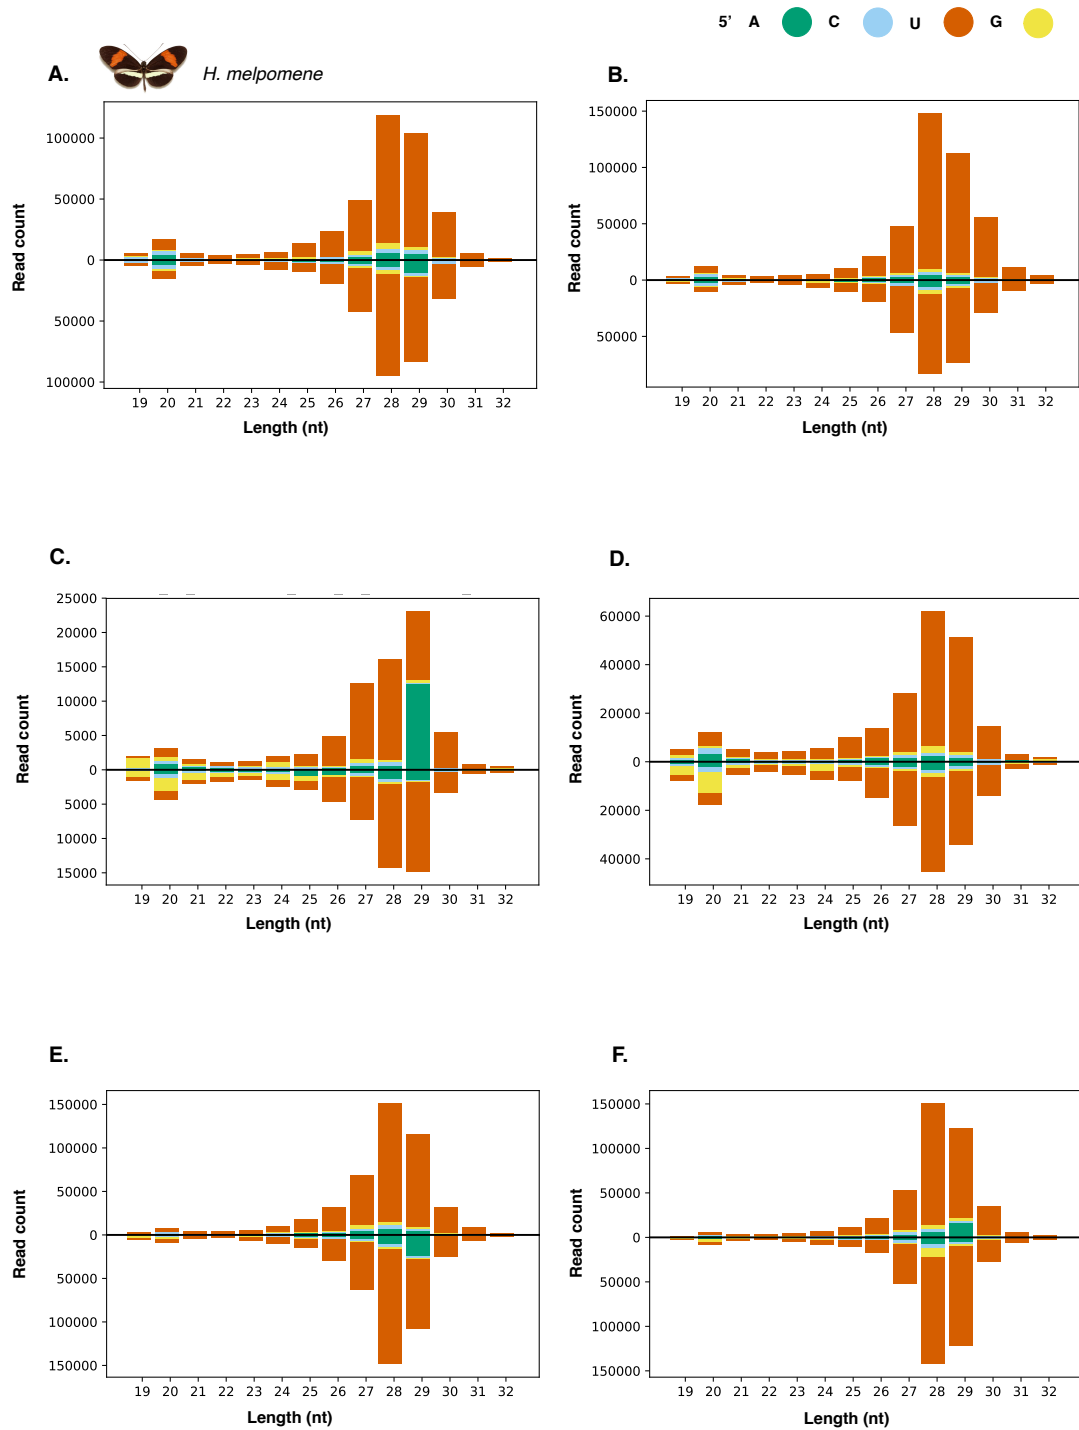 5’ A C U G
A. H. melpomene B.
100000
50000
0
50000
100000
Read count
19 20 21 22 23 24 25 26 27 28 29 30 31 32
Length (nt)
150000
100000
50000
0
50000
Read count
19 20 21 22 23 24 25 26 27 28 29 30 31 32
Length (nt)
C. D.
25000
20000
15000
10000
5000
0
5000
10000
15000
Read count
19 20 21 22 23 24 25 26 27 28 29 30 31 32
Length (nt)
60000
40000
20000
0
20000
40000
Read count
19 20 21 22 23 24 25 26 27 28 29 30 31 32
Length (nt)
E. F.
150000
100000
50000
0
50000
100000
150000
Read count
19 20 21 22 23 24 25 26 27 28 29 30 31 32
Length (nt)
150000
100000
50000
0
50000
100000
150000
Read count
19 20 21 22 23 24 25 26 27 28 29 30 31 32
Length (nt)